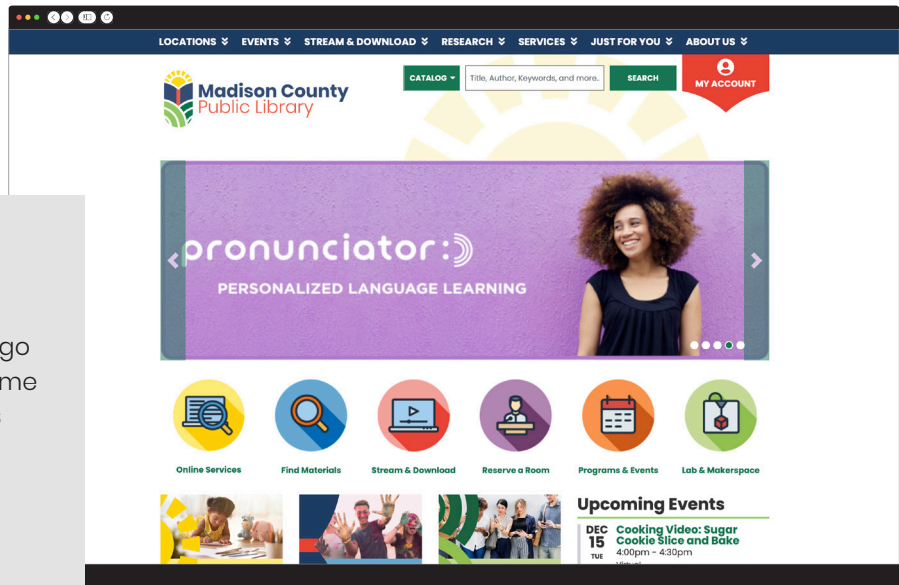 LOCATIONS EVENTS STREAM & DOWNLOAD RESEARCH SERVICES JUST FOR YOU ABOUT US
Madison County
Public Library
CATALOG
Title, Author, Keywords, and more.
SEARCH
MY ACCOUNT
pronunciator:)
PERSONALIZED LANGUAGE LEARNING
go
me
Online Services
Find Materials
Stream & Download
Reserve a Room
Programs & Events
Lab & Makerspace
Upcoming Events
DEC
15
TUE
Cooking Video: Sugar
Cookie Slice and Bake
4:00pm - 4:30pm